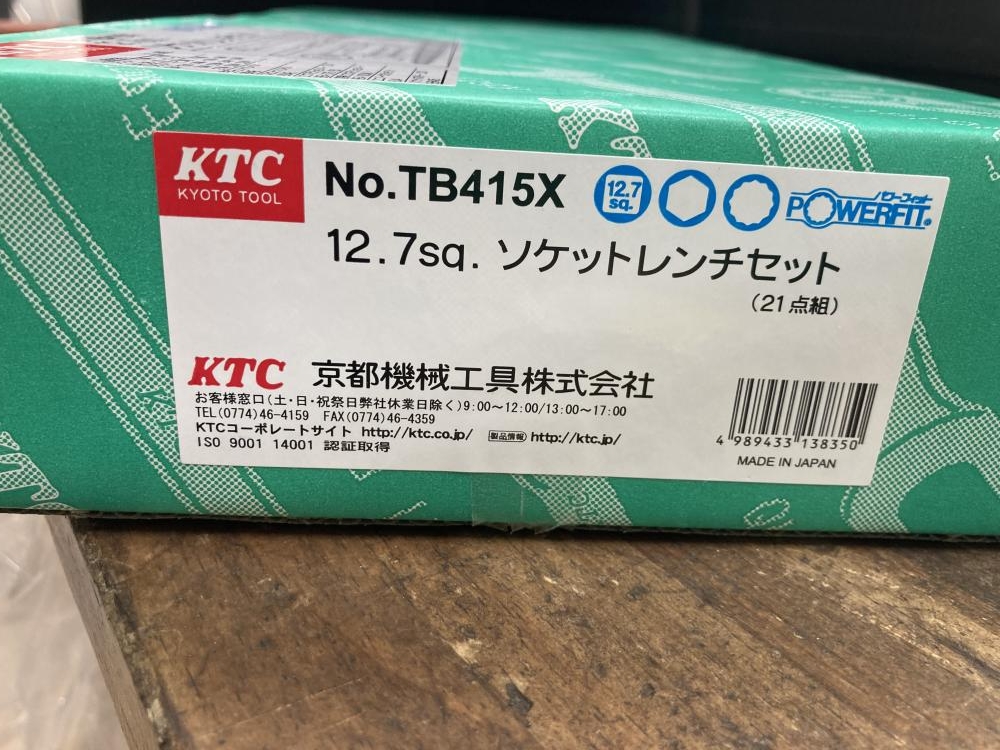 KTC
KYOTO TOOL
No.TB415X
12.7
sq.
パワーフィット
POWERFIT®
12.7sq. ソケットレンチセット
(21点組)
KTC 京都機械工具株式会社
お客様窓口(土・日・祝祭日弊社休業日除く)9:00～12:00/13:00～17:00
TEL(0774)46-4159 FAX(0774)46-4359
KTCコーポレートサイト http://ktc.co.jp/ 製品情報 http://ktc.jp/
ISO 9001 14001 認証取得
4 989433 138350
MADE IN JAPAN